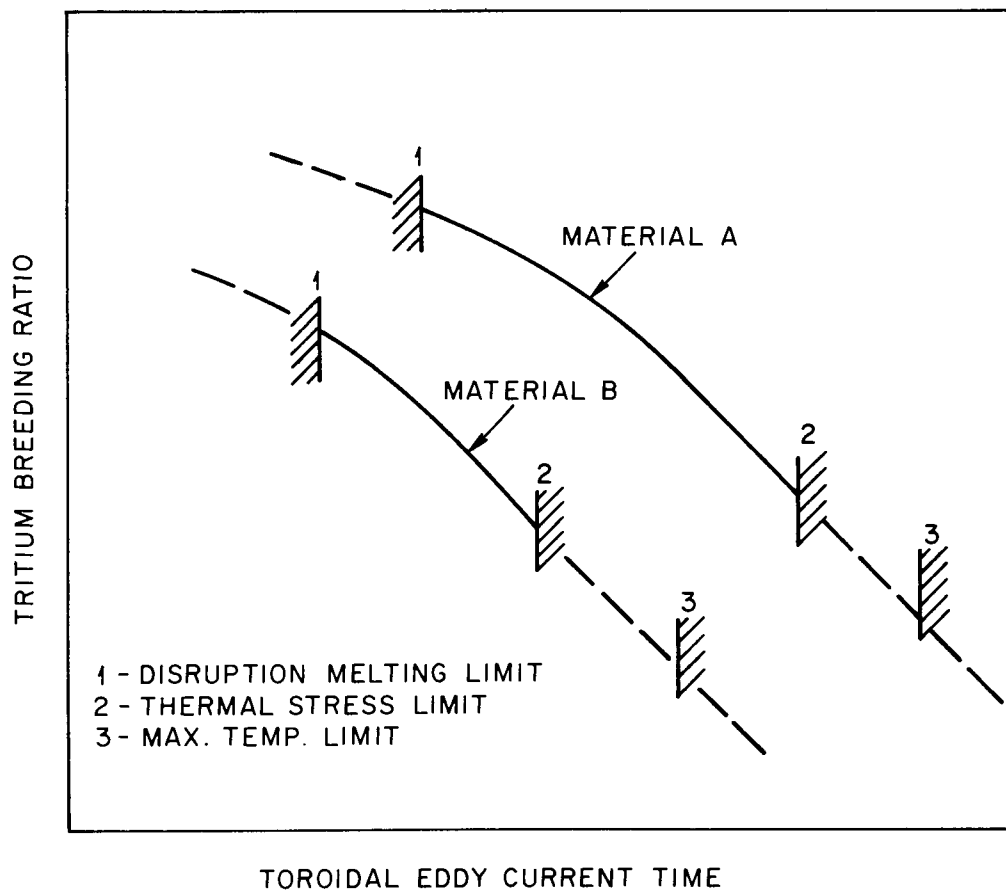 1
MATERIAL A
1
MATERIAL B
2
2
3
3
1 - DISRUPTION MELTING LIMIT
2 - THERMAL STRESS LIMIT
3 - MAX. TEMP. LIMIT
TRITIUM BREEDING RATIO
TOROIDAL EDDY CURRENT TIME